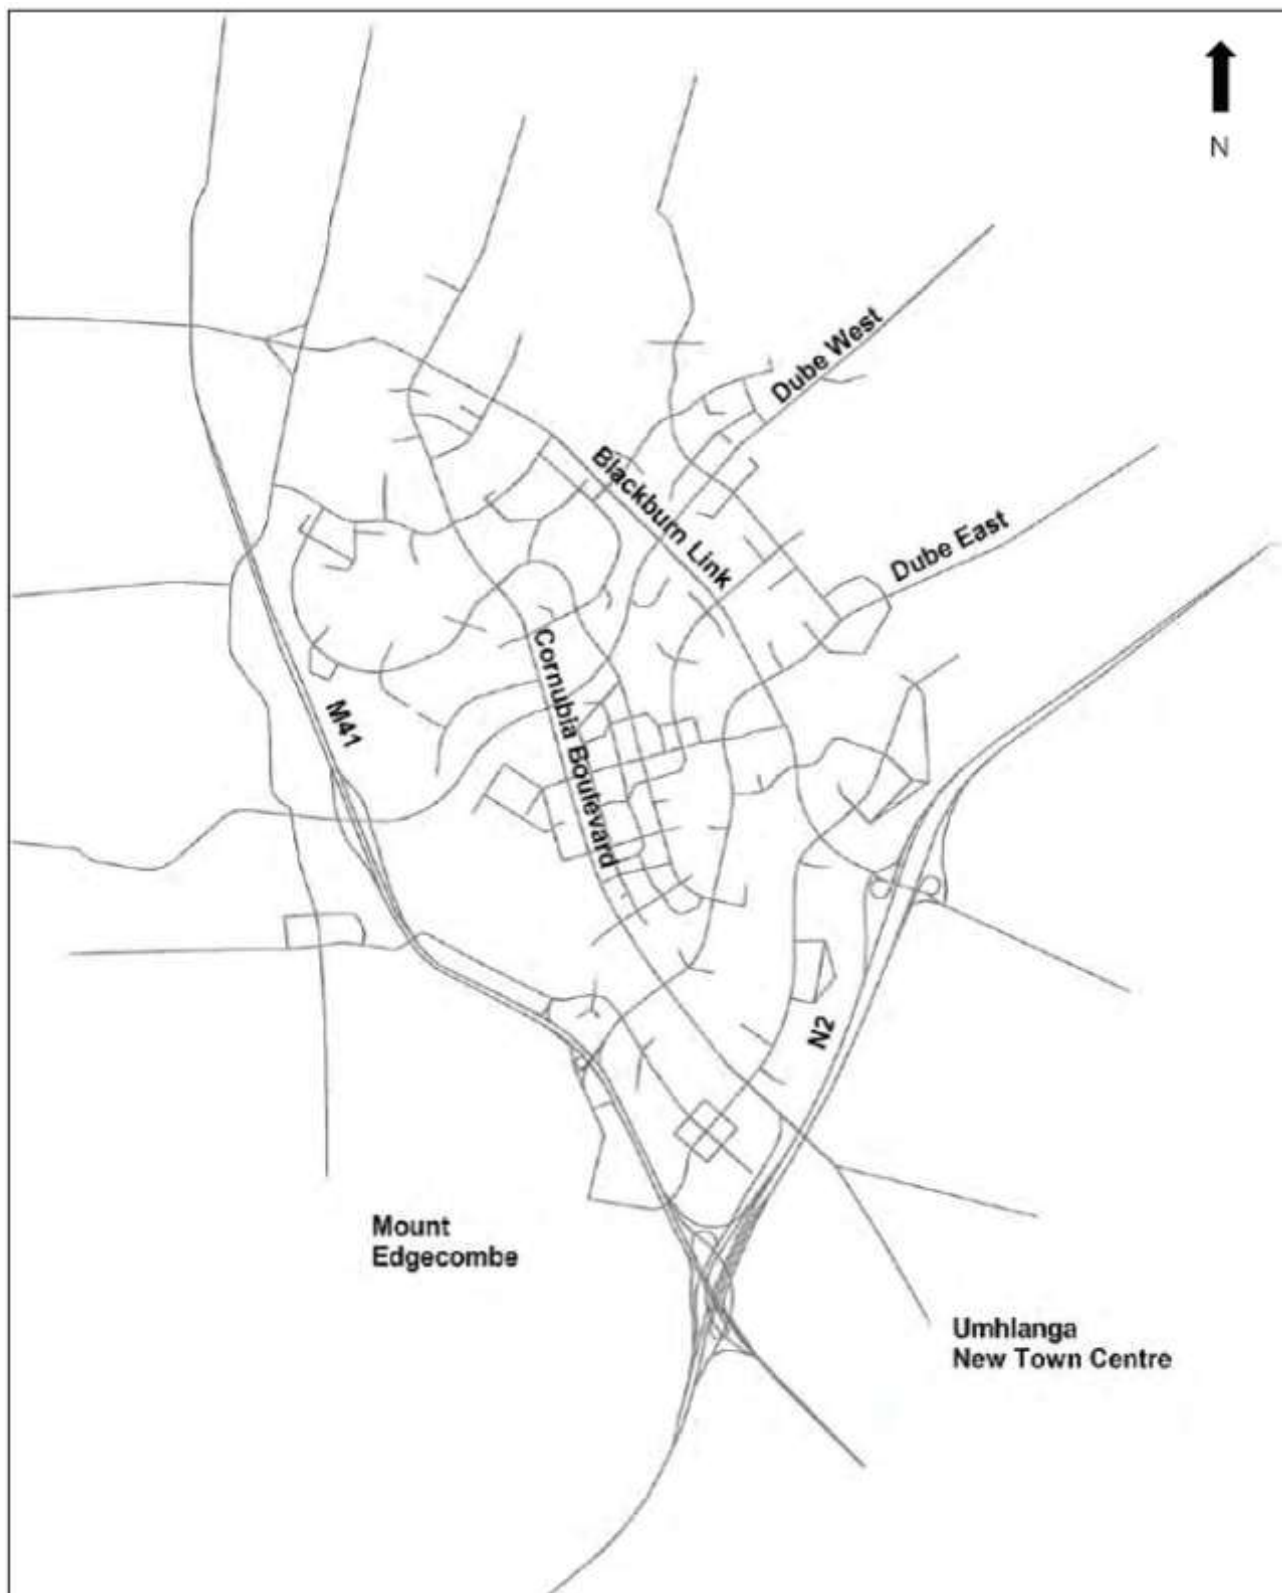 N
Dube West
Blackburn Link
Dube East
Cornubia Boulevard
M41
N2
Mount
Edgecombe
Umhlanga
New Town Centre